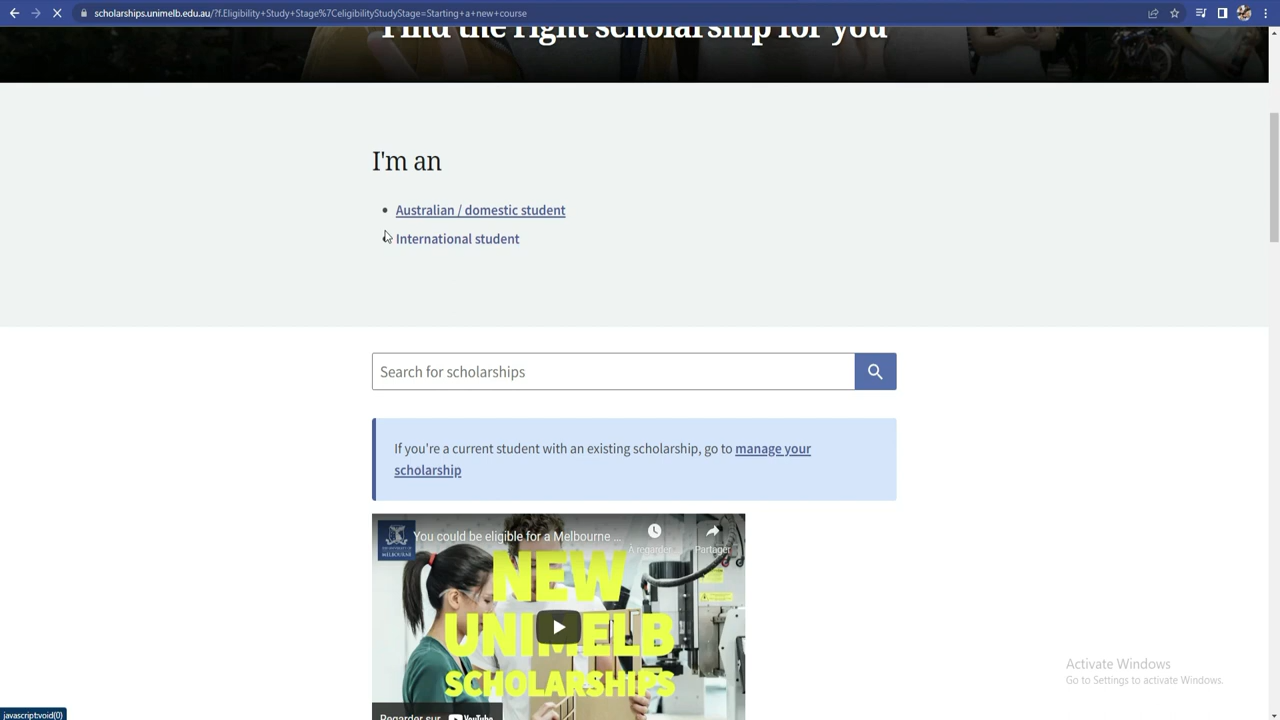 scholarships.unimelb.edu.au/?f.Eligibility+Study+Stage%7CeligibilityStudyStage=Starting+a+new+course
Find the right scholarship for you
I'm an
Australian / domestic student
International student
Search for scholarships
If you're a current student with an existing scholarship, go to manage your
scholarship
You could be eligible for a Melbourne ...
À regarder
Partager
MELBOURNE
NEW
UNIMELB
SCHOLARSHIPS
Regarder sur YouTube
Activate Windows
Go to Settings to activate Windows.
javascript:void(0)